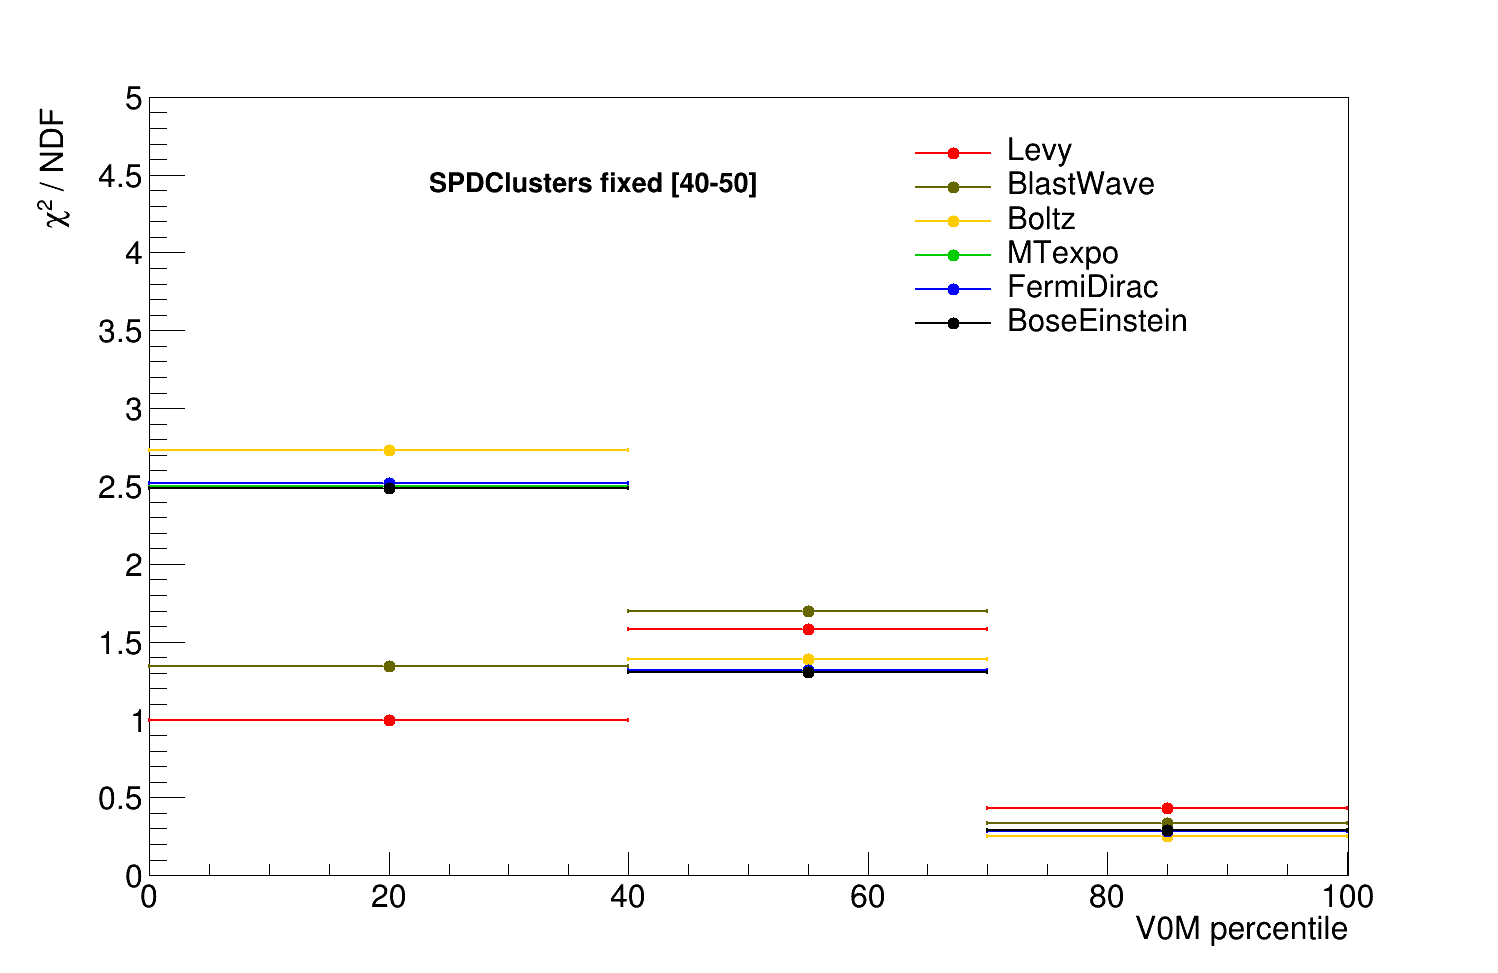 χ² / NDF
5
4.5
4
3.5
3
2.5
2
1.5
1
0.5
0
SPDClusters fixed [40-50]
Levy
BlastWave
Boltz
MTexpo
FermiDirac
BoseEinstein
0 20 40 60 80 100
V0M percentile